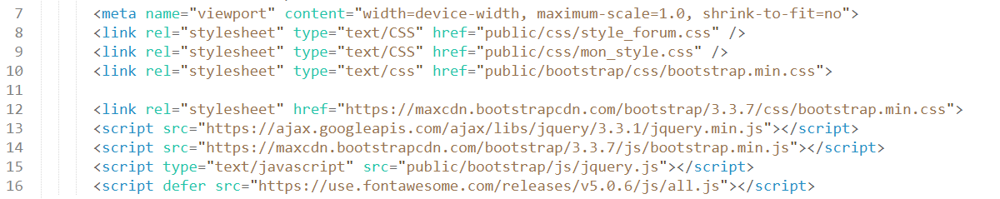 7 <meta name="viewport" content="width=device-width, maximum-scale=1.0, shrink-to-fit=no">
8 <link rel="stylesheet" type="text/CSS" href="public/css/style_forum.css" />
9 <link rel="stylesheet" type="text/CSS" href="public/css/mon_style.css" />
10 <link rel="stylesheet" type="text/css" href="public/bootstrap/css/bootstrap.min.css">
11
12 <link rel="stylesheet" href="https://maxcdn.bootstrapcdn.com/bootstrap/3.3.7/css/bootstrap.min.css">
13 <script src="https://ajax.googleapis.com/ajax/libs/jquery/3.3.1/jquery.min.js"></script>
14 <script src="https://maxcdn.bootstrapcdn.com/bootstrap/3.3.7/js/bootstrap.min.js"></script>
15 <script type="text/javascript" src="public/bootstrap/js/jquery.js"></script>
16 <script defer src="https://use.fontawesome.com/releases/v5.0.6/js/all.js"></script>